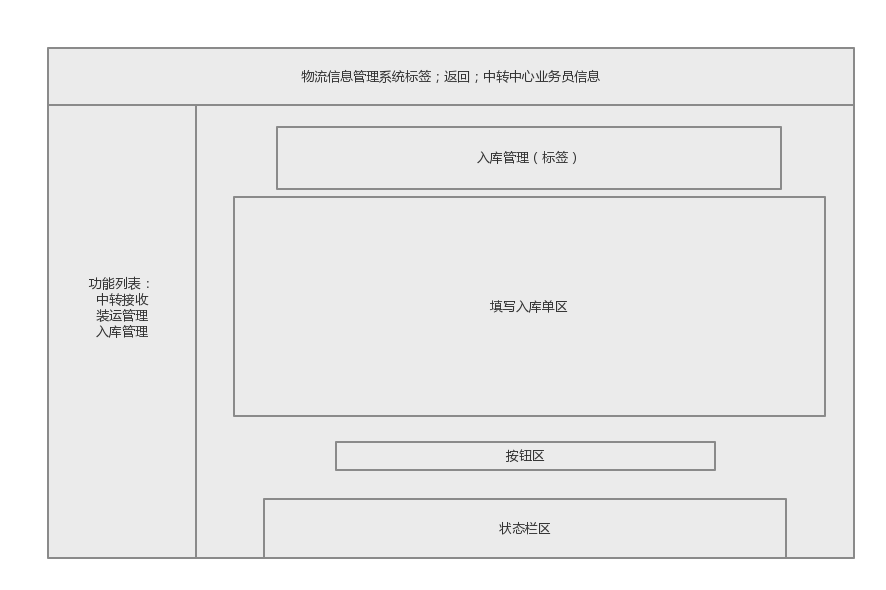 物流信息管理系统标签；返回；中转中心业务员信息
入库管理（标签）
功能列表：
中转接收
装运管理
入库管理
填写入库单区
按钮区
状态栏区